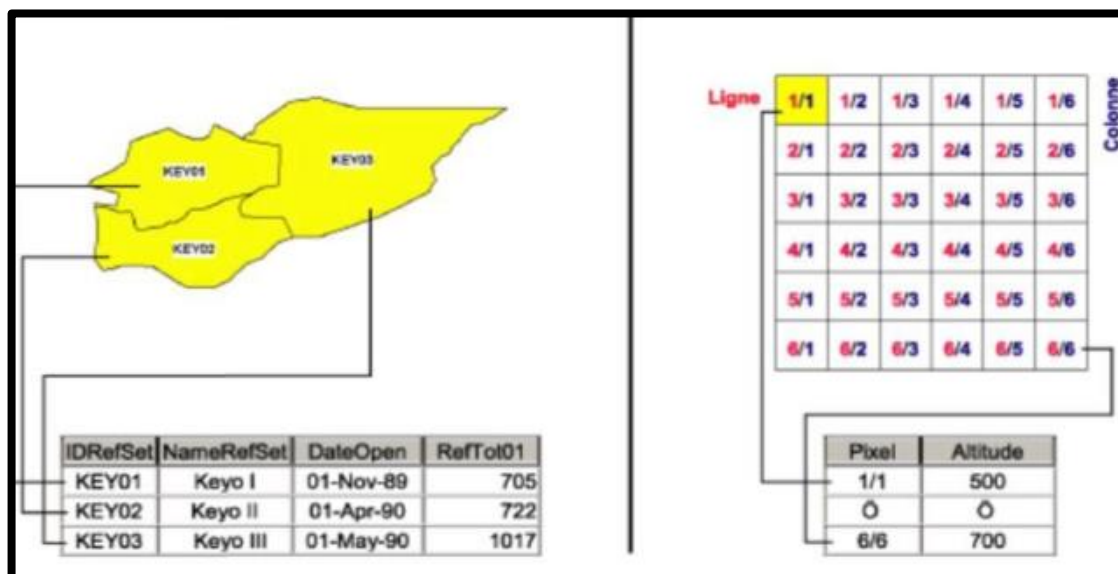 KEY01
KEY03
KEY02
IDRefSet NameRefSet DateOpen RefTot01
KEY01 Keyo I 01-Nov-89 705
KEY02 Keyo II 01-Apr-90 722
KEY03 Keyo III 01-May-90 1017
Ligne
Colonne
1/1 1/2 1/3 1/4 1/5 1/6
2/1 2/2 2/3 2/4 2/5 2/6
3/1 3/2 3/3 3/4 3/5 3/6
4/1 4/2 4/3 4/4 4/5 4/6
5/1 5/2 5/3 5/4 5/5 5/6
6/1 6/2 6/3 6/4 6/5 6/6
Pixel Altitude
1/1 500
Ö Ö
6/6 700